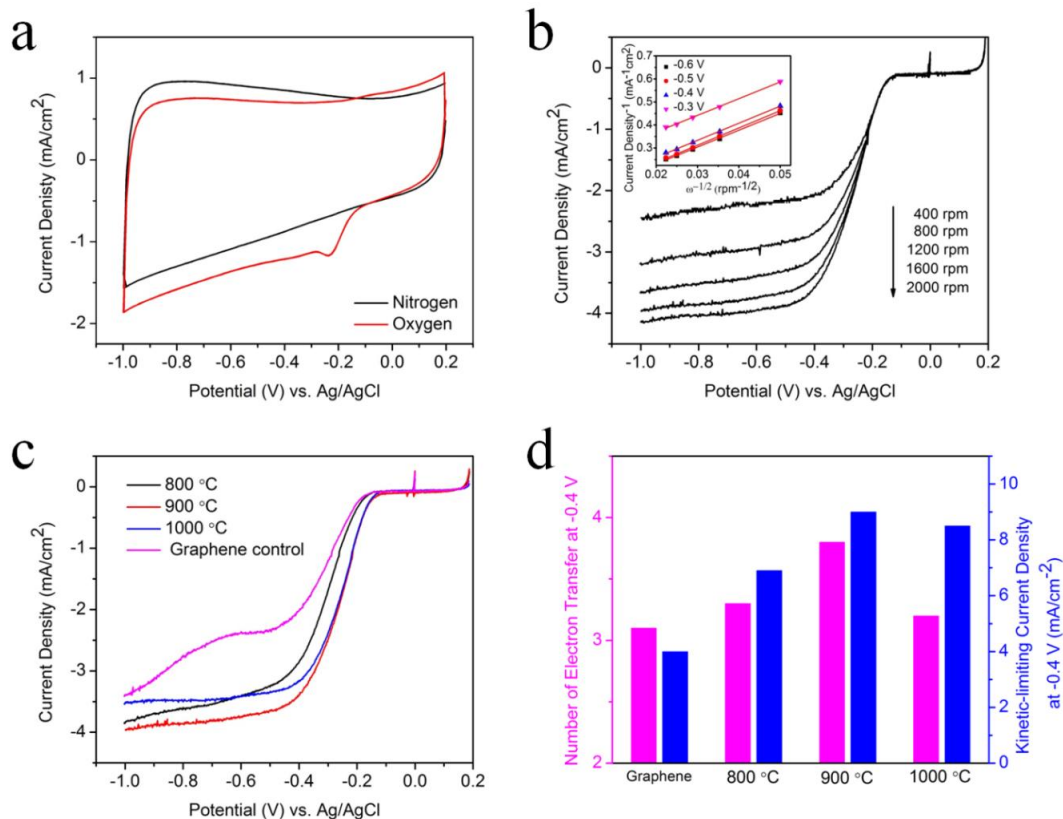 a
Current Denisty (mA/cm²)
1
0
-1
-2
-1.0 -0.8 -0.6 -0.4 -0.2 0.0 0.2
Potential (V) vs. Ag/AgCl
Nitrogen
Oxygen
b
Current Density (mA/cm²)
0
-1
-2
-3
-4
-1.0 -0.8 -0.6 -0.4 -0.2 0.0 0.2
Potential (V) vs. Ag/AgCl
Current Density⁻¹ (mA⁻¹cm²)
0.7
0.6
0.5
0.4
0.3
0.02 0.03 0.04 0.05
ω⁻¹/² (rpm⁻¹/²)
-0.6 V
-0.5 V
-0.4 V
-0.3 V
400 rpm
800 rpm
1200 rpm
1600 rpm
2000 rpm
c
Current Density (mA/cm²)
0
-1
-2
-3
-4
-1.0 -0.8 -0.6 -0.4 -0.2 0.0 0.2
Potential (V) vs. Ag/AgCl
800 °C
900 °C
1000 °C
Graphene control
d
Number of Electron Transfer at -0.4 V
4
3
2
Graphene 800 °C 900 °C 1000 °C
10
8
6
4
2
0
Kinetic-limiting Current Density
at -0.4 V (mA/cm⁻²)